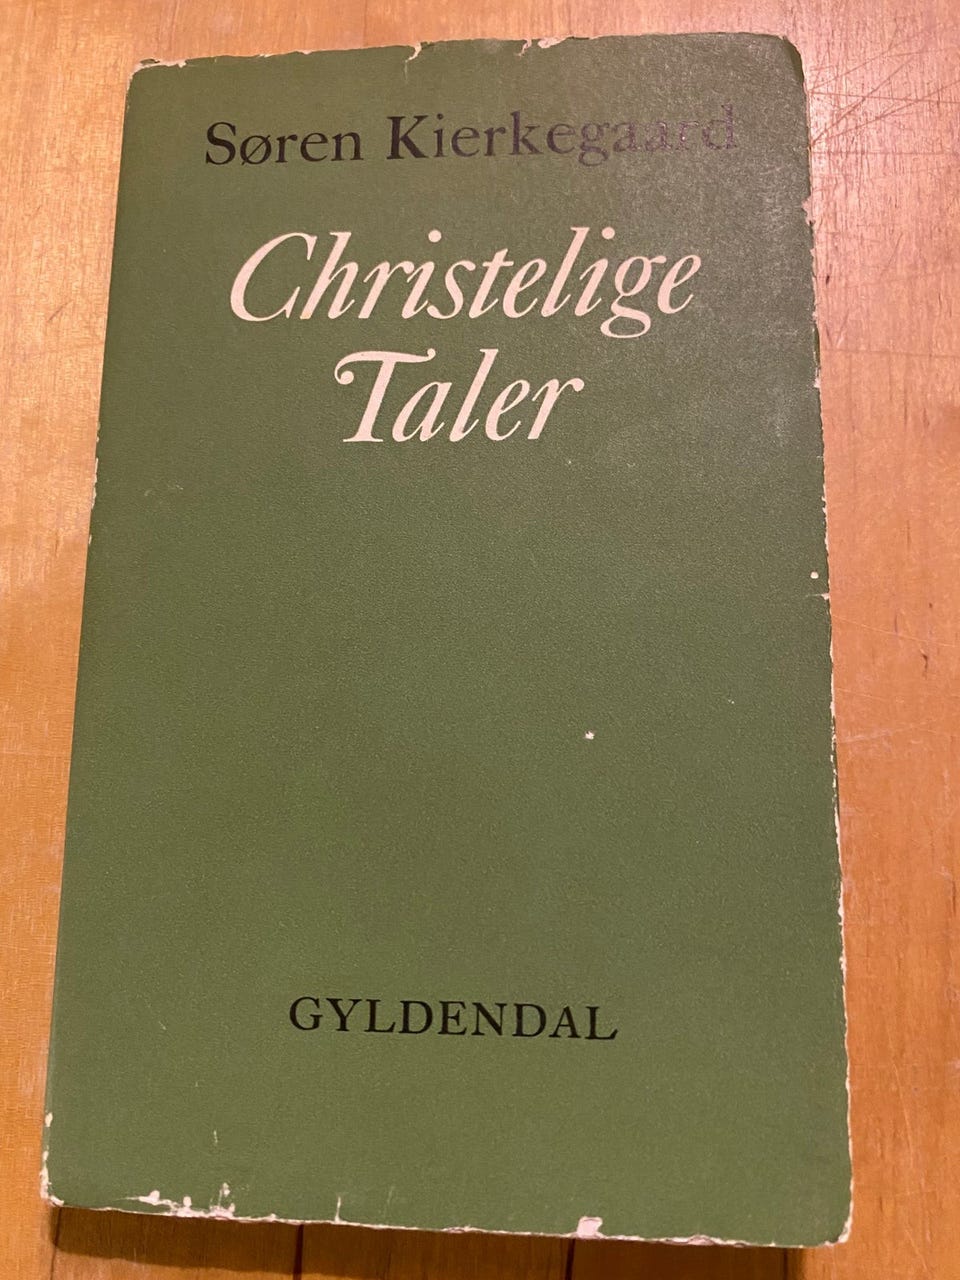 Søren Kierkegaard
Christelige
Taler
GYLDENDAL